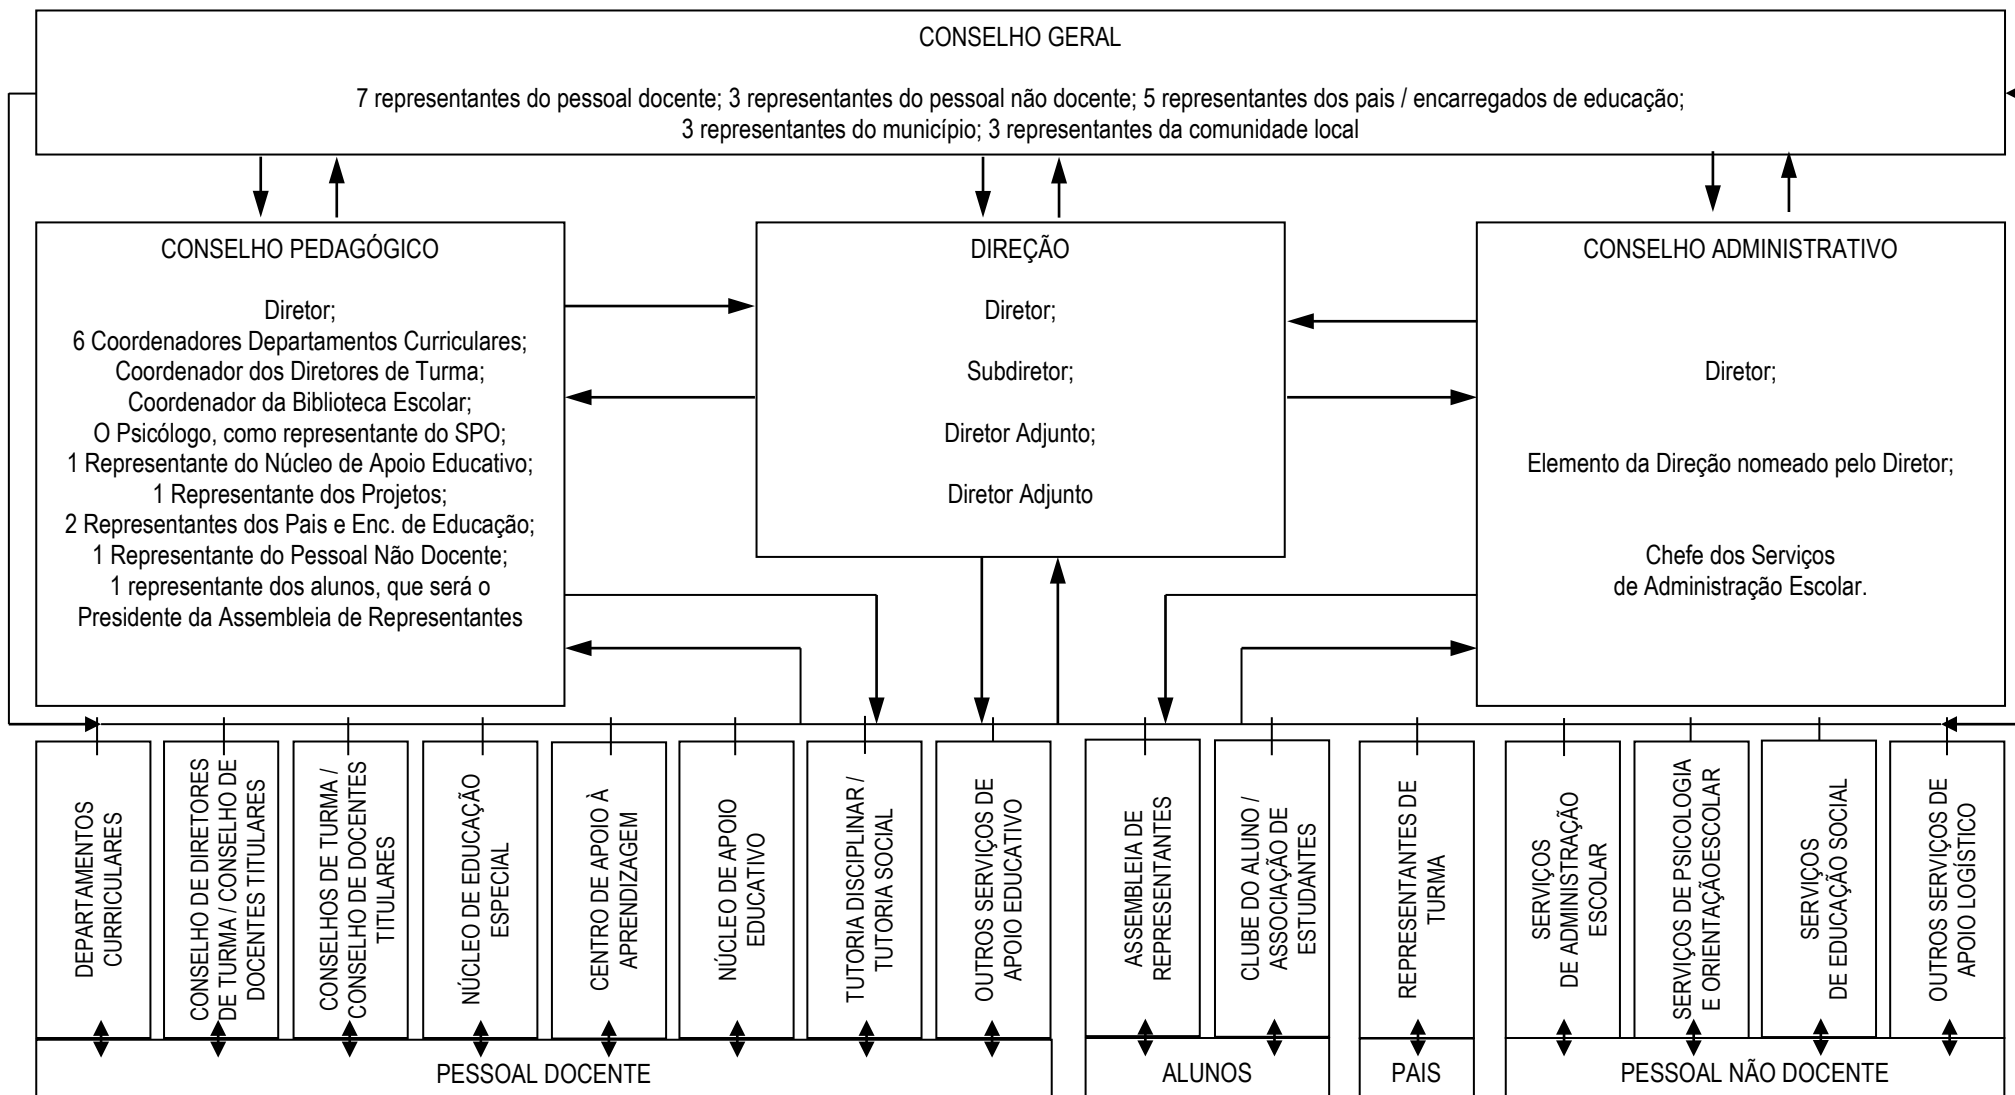 CONSELHO GERAL
7 representantes do pessoal docente; 3 representantes do pessoal não docente; 5 representantes dos pais / encarregados de educação;
3 representantes do município; 3 representantes da comunidade local
CONSELHO PEDAGÓGICO
Diretor;
6 Coordenadores Departamentos Curriculares;
Coordenador dos Diretores de Turma;
Coordenador da Biblioteca Escolar;
O Psicólogo, como representante do SPO;
1 Representante do Núcleo de Apoio Educativo;
1 Representante dos Projetos;
2 Representantes dos Pais e Enc. de Educação;
1 Representante do Pessoal Não Docente;
1 representante dos alunos, que será o
Presidente da Assembleia de Representantes
DIREÇÃO
Diretor;
Subdiretor;
Diretor Adjunto;
Diretor Adjunto
CONSELHO ADMINISTRATIVO
Diretor;
Elemento da Direção nomeado pelo Diretor;
Chefe dos Serviços
de Administração Escolar.
DEPARTAMENTOS
CURRICULARES
CONSELHO DE DIRETORES
DE TURMA / CONSELHO DE
DOCENTES TITULARES
CONSELHOS DE TURMA /
CONSELHO DE DOCENTES
TITULARES
NÚCLEO DE EDUCAÇÃO
ESPECIAL
CENTRO DE APOIO À
APRENDIZAGEM
NÚCLEO DE APOIO
EDUCATIVO
TUTORIA DISCIPLINAR /
TUTORIA SOCIAL
OUTROS SERVIÇOS DE
APOIO EDUCATIVO
ASSEMBLEIA DE
REPRESENTANTES
CLUBE DO ALUNO /
ASSOCIAÇÃO DE
ESTUDANTES
REPRESENTANTES DE
TURMA
SERVIÇOS
DE ADMINISTRAÇÃO
ESCOLAR
SERVIÇOS DE PSICOLOGIA
E ORIENTAÇÃOESCOLAR
SERVIÇOS
DE EDUCAÇÃO SOCIAL
OUTROS SERVIÇOS DE
APOIO LOGÍSTICO
PESSOAL DOCENTE
ALUNOS
PAIS
PESSOAL NÃO DOCENTE